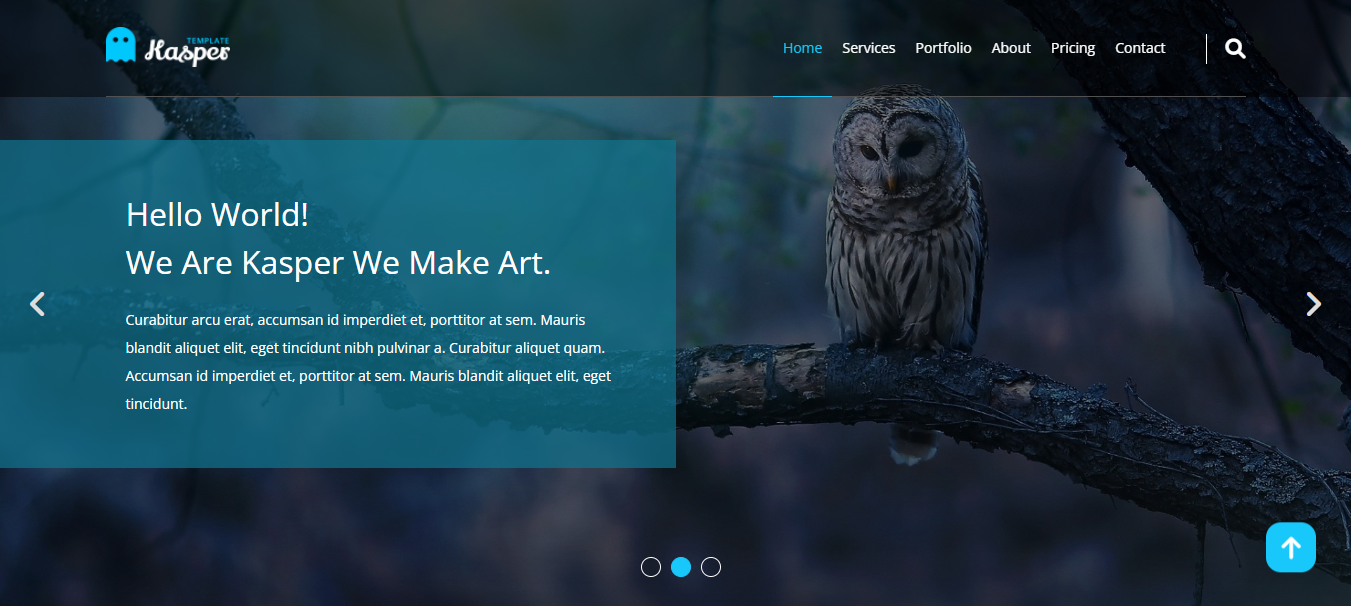 TEMPLATE
Kasper
Home Services Portfolio About Pricing Contact
Hello World!
We Are Kasper We Make Art.
Curabitur arcu erat, accumsan id imperdiet et, porttitor at sem. Mauris
blandit aliquet elit, eget tincidunt nibh pulvinar a. Curabitur aliquet quam.
Accumsan id imperdiet et, porttitor at sem. Mauris blandit aliquet elit, eget
tincidunt.